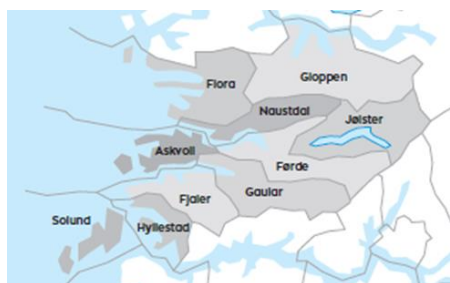 Flora
Gloppen
Naustdal
Jølster
Askvoll
Førde
Fjaler
Gaular
Solund
Hyllestad